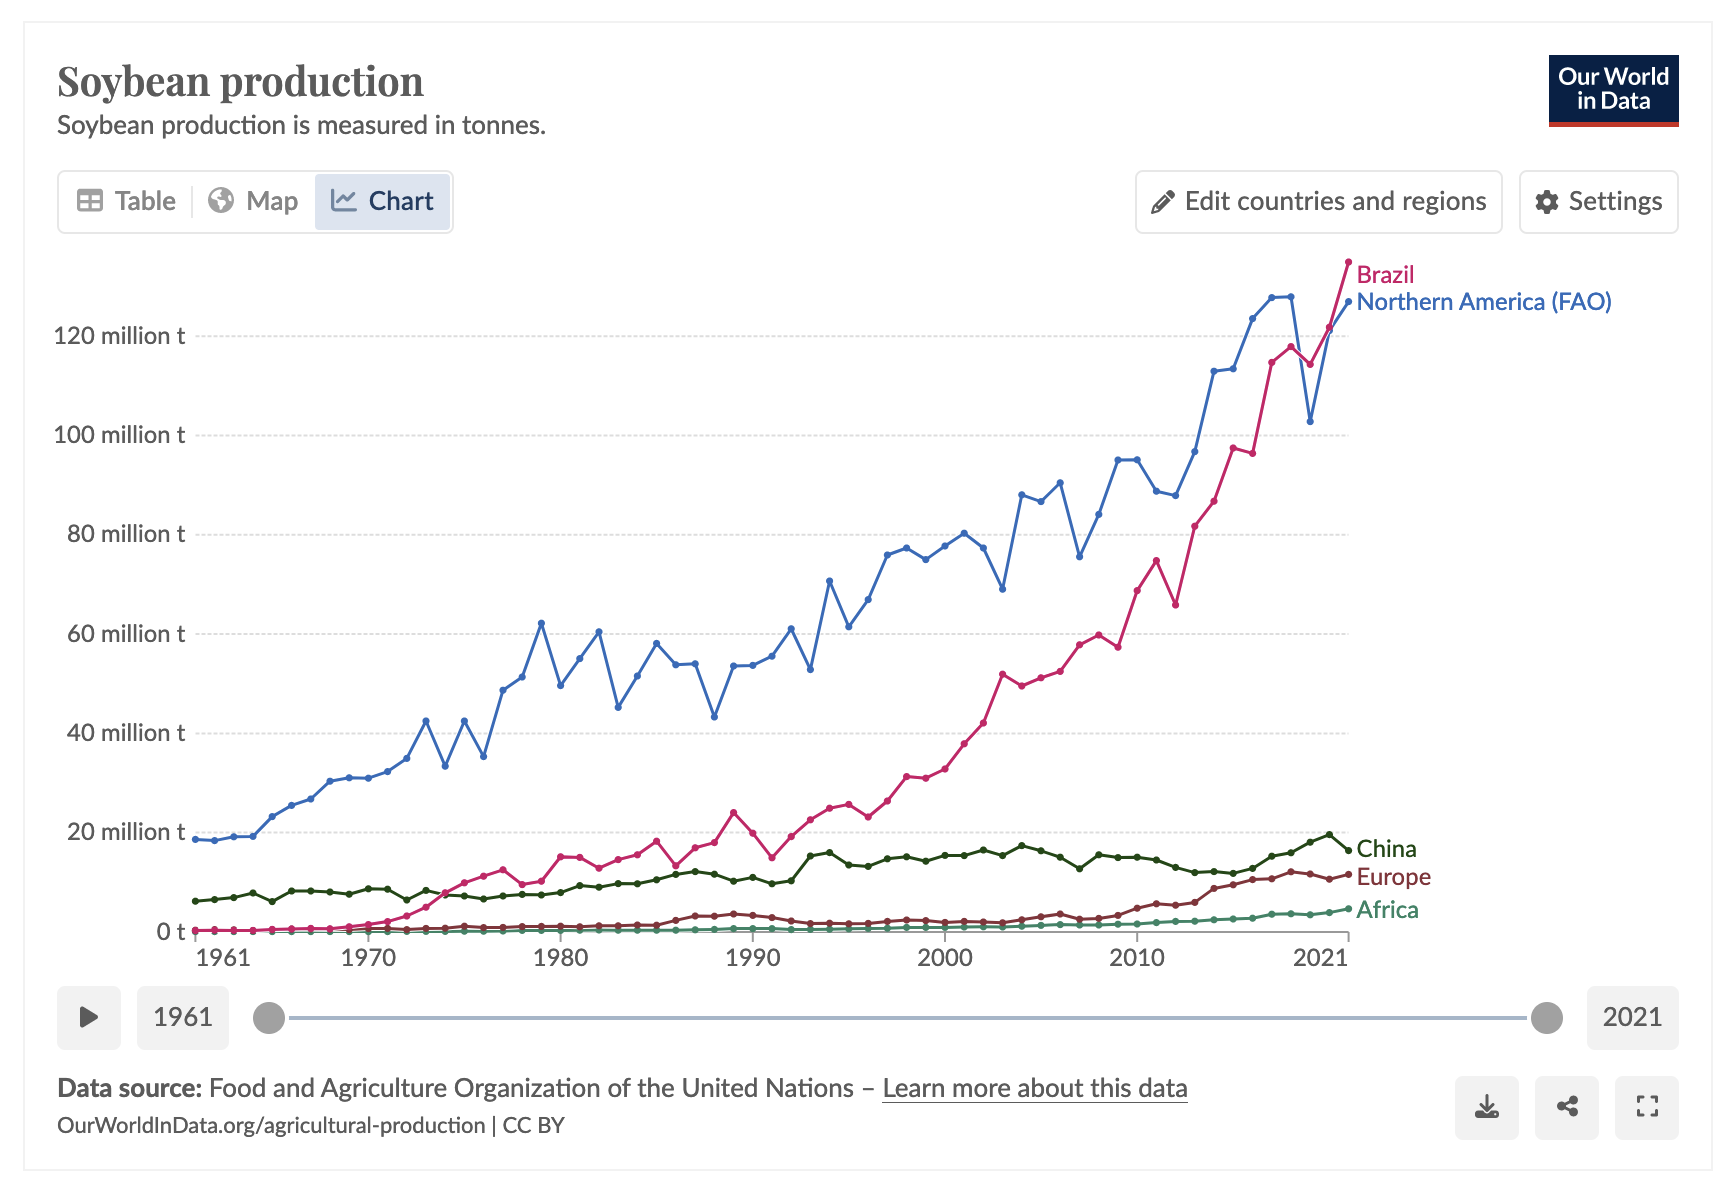 Soybean production
Soybean production is measured in tonnes.
Our World
in Data
Table
Map
Chart
Edit countries and regions
Settings
Brazil
Northern America (FAO)
120 million t
100 million t
80 million t
60 million t
40 million t
20 million t
0 t
China
Europe
Africa
1961 1970 1980 1990 2000 2010 2021
1961
2021
Data source: Food and Agriculture Organization of the United Nations – Learn more about this data
OurWorldInData.org/agricultural-production | CC BY